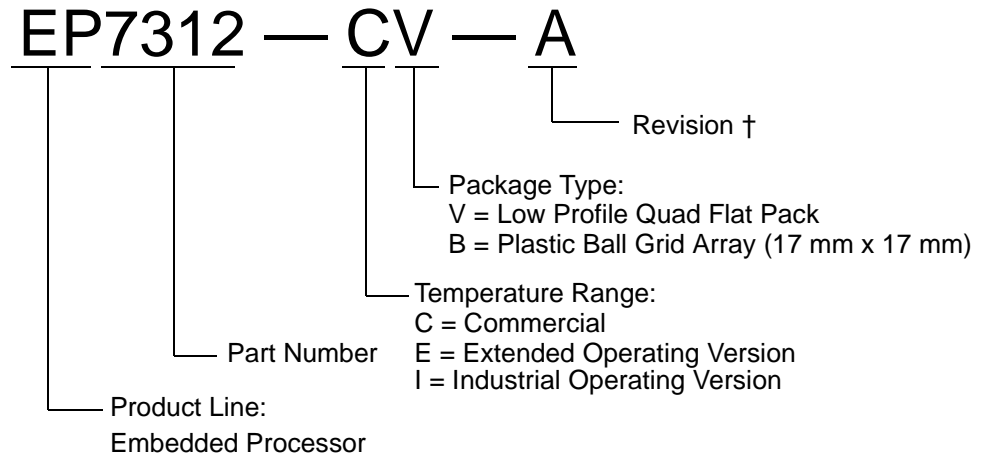 EP7312 — CV — A
Revision †
Package Type:
V = Low Profile Quad Flat Pack
B = Plastic Ball Grid Array (17 mm x 17 mm)
Temperature Range:
C = Commercial
E = Extended Operating Version
I = Industrial Operating Version
Part Number
Product Line:
Embedded Processor